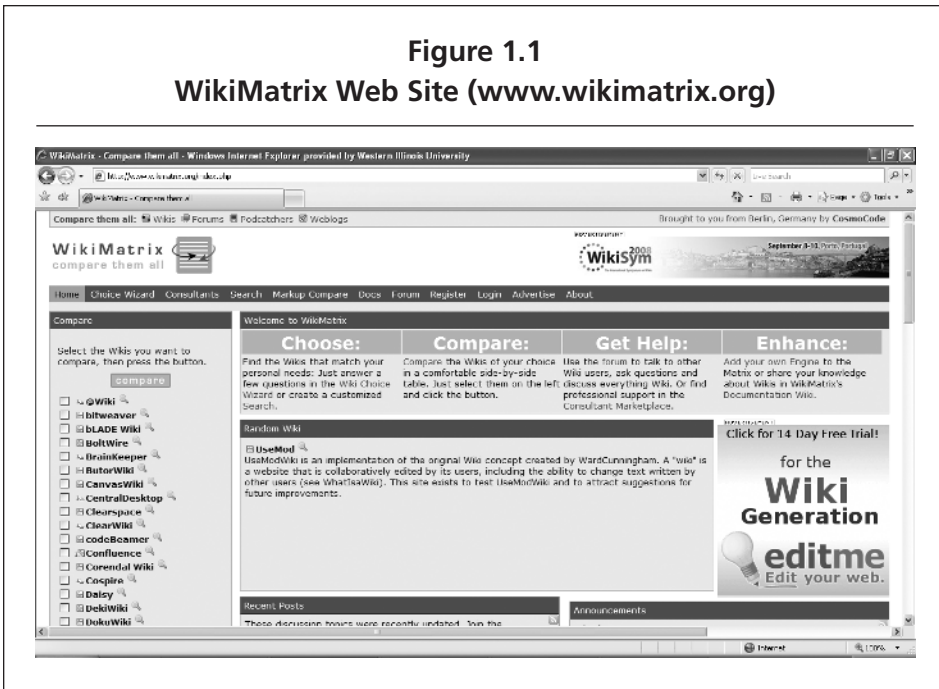 Figure 1.1
WikiMatrix Web Site (www.wikimatrix.org)
WikiMatrix - Compare them all - Windows Internet Explorer provided by Western Illinois University
Live Search
WikiMatrix - Compare them all
Page
Tools
Compare them all: Wikis Forums Podcatchers Weblogs
Brought to you from Berlin, Germany by CosmoCode
WikiMatrix
compare them all
WikiSym 2008
September 8-10, Porto, Portugal
Home Choice Wizard Consultants Search Markup Compare Docs Forum Register Login Advertise About
Compare
Select the Wikis you want to
compare, then press the button.
compare
@Wiki
bitweaver
bLADE Wiki
BoltWire
BrainKeeper
ButorWiki
CanvasWiki
CentralDesktop
Clearspace
ClearWiki
codeBeamer
Confluence
Corendal Wiki
Cospire
Daisy
DekiWiki
DokuWiki
Welcome to WikiMatrix
Choose:
Find the Wikis that match your
personal needs: Just answer a
few questions in the Wiki Choice
Wizard or create a customized
Search.
Compare:
Compare the Wikis of your choice
in a comfortable side-by-side
table. Just select them on the left
and click the button.
Get Help:
Use the forum to talk to other
Wiki users, ask questions and
discuss everything Wiki. Or find
professional support in the
Consultant Marketplace.
Enhance:
Add your own Engine to the
Matrix or share your knowledge
about Wikis in WikiMatrix's
Documentation Wiki.
Random Wiki
UseMod
UseModWiki is an implementation of the original Wiki concept created by WardCunningham. A "wiki" is
a website that is collaboratively edited by its users, including the ability to change text written by
other users (see WhatIsaWiki). This site exists to test UseModWiki and to attract suggestions for
future improvements.
Click for 14 Day Free Trial!
for the
Wiki
Generation
editme
Edit your web.
Recent Posts
These discussion topics were recently updated. Join the
Announcements
Internet
100%